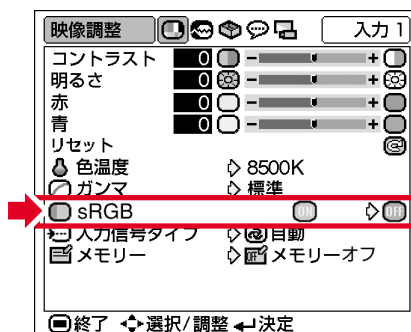 映像調整 入力 1
コントラスト 0 - +
明るさ 0 - +
赤 0 - +
青 0 - +
リセット
色温度 8500K
ガンマ 標準
sRGB ON OFF
入力信号タイプ 自動
メモリー OFF メモリーオフ
終了 選択/調整 決定